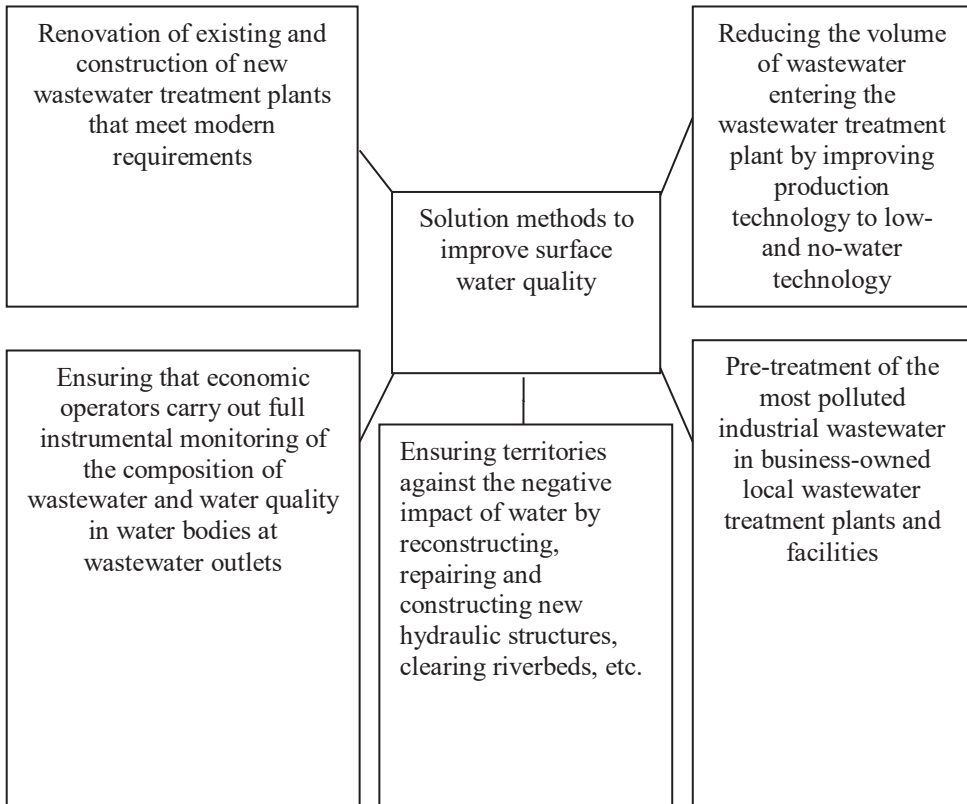 Renovation of existing and
construction of new
wastewater treatment plants
that meet modern
requirements
Reducing the volume
of wastewater
entering the
wastewater treatment
plant by improving
production
technology to low-
and no-water
technology
Solution methods to
improve surface
water quality
Ensuring that economic
operators carry out full
instrumental monitoring of
the composition of
wastewater and water quality
in water bodies at
wastewater outlets
Ensuring territories
against the negative
impact of water by
reconstructing,
repairing and
constructing new
hydraulic structures,
clearing riverbeds, etc.
Pre-treatment of the
most polluted
industrial wastewater
in business-owned
local wastewater
treatment plants and
facilities